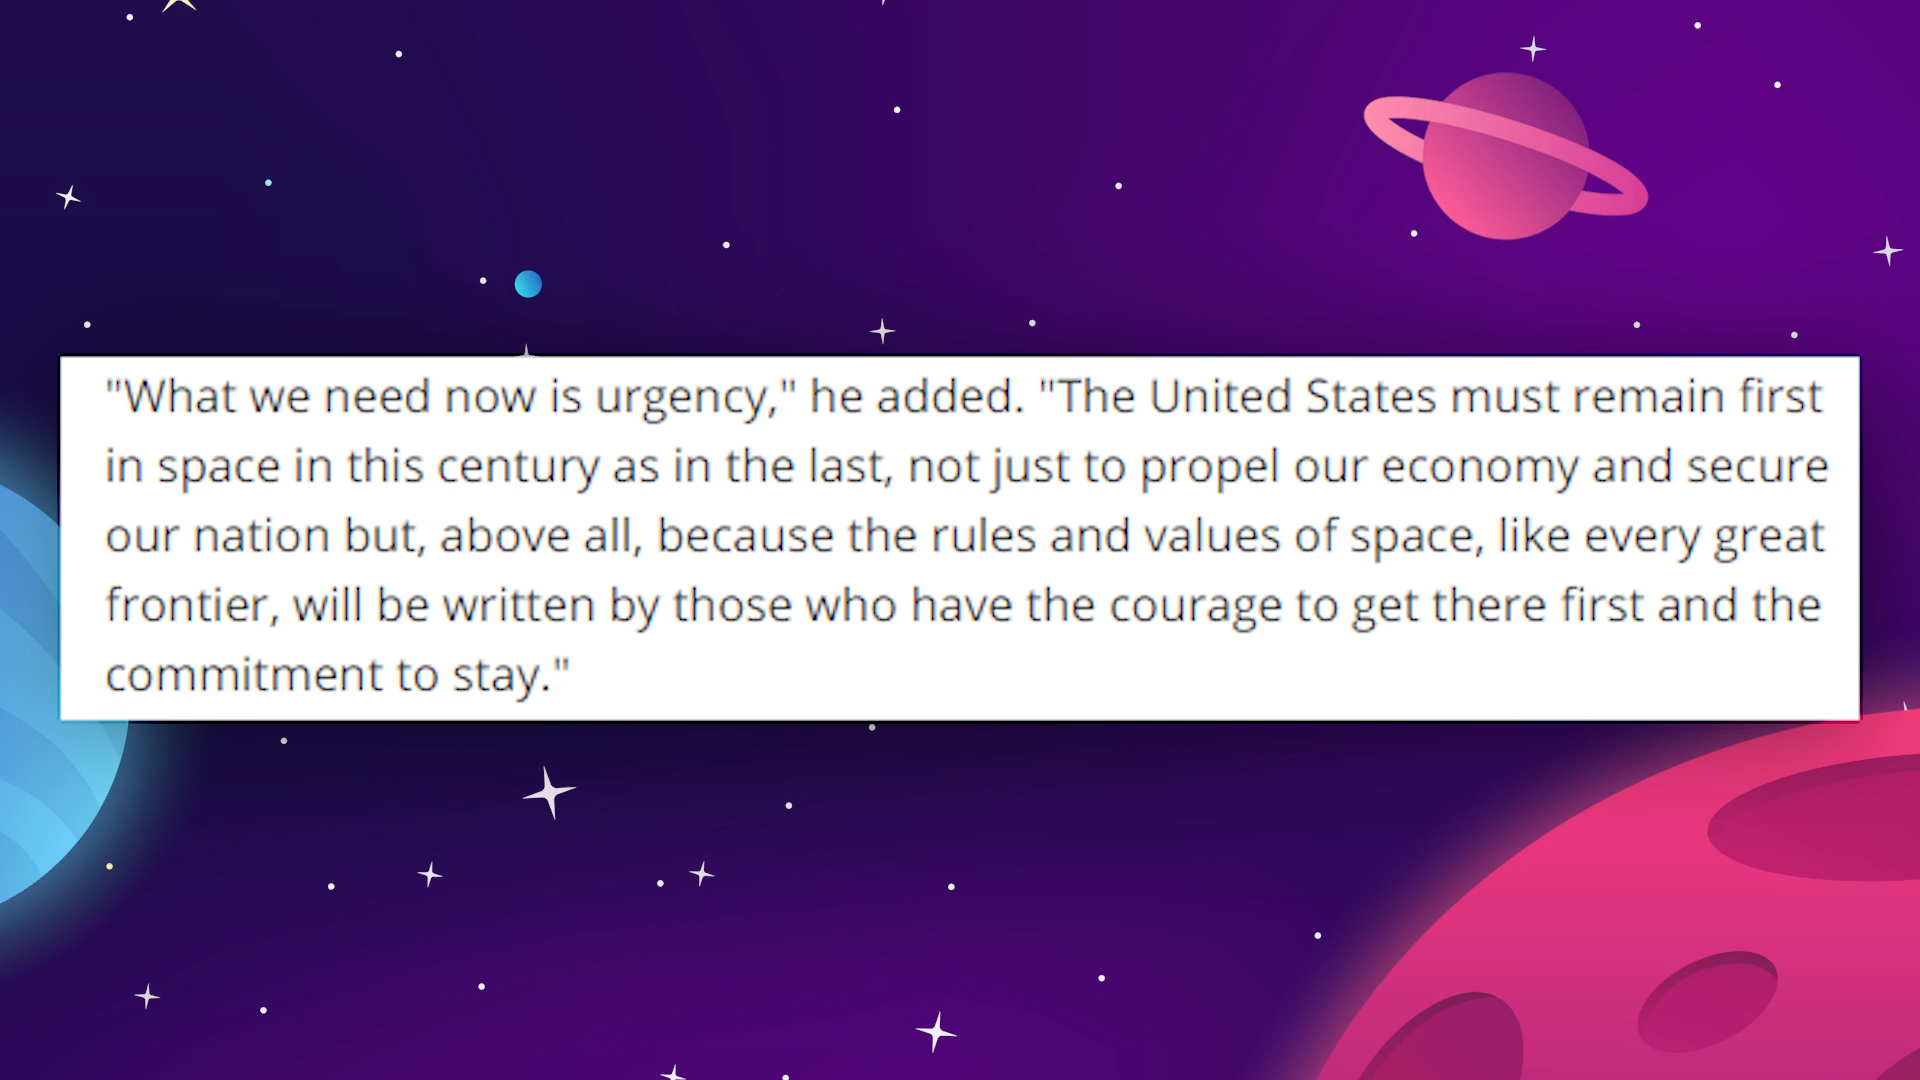 "What we need now is urgency," he added. "The United States must remain first
in space in this century as in the last, not just to propel our economy and secure
our nation but, above all, because the rules and values of space, like every great
frontier, will be written by those who have the courage to get there first and the
commitment to stay."